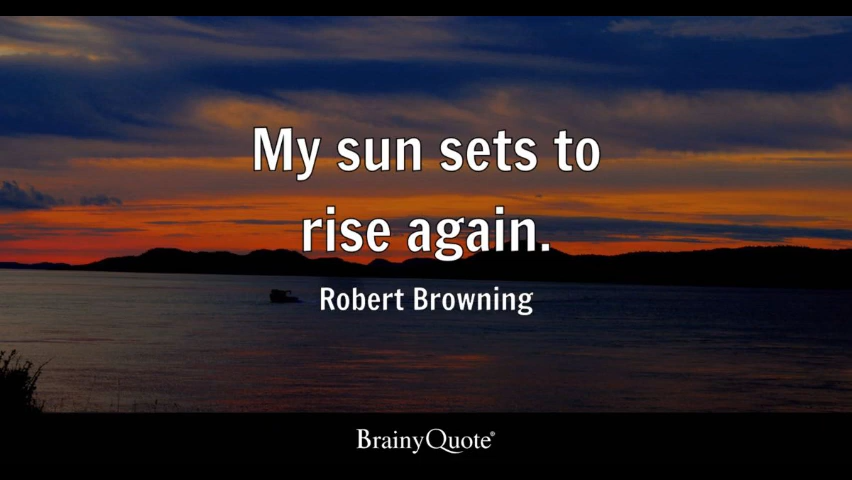 My sun sets to
rise again.
Robert Browning
BrainyQuote®